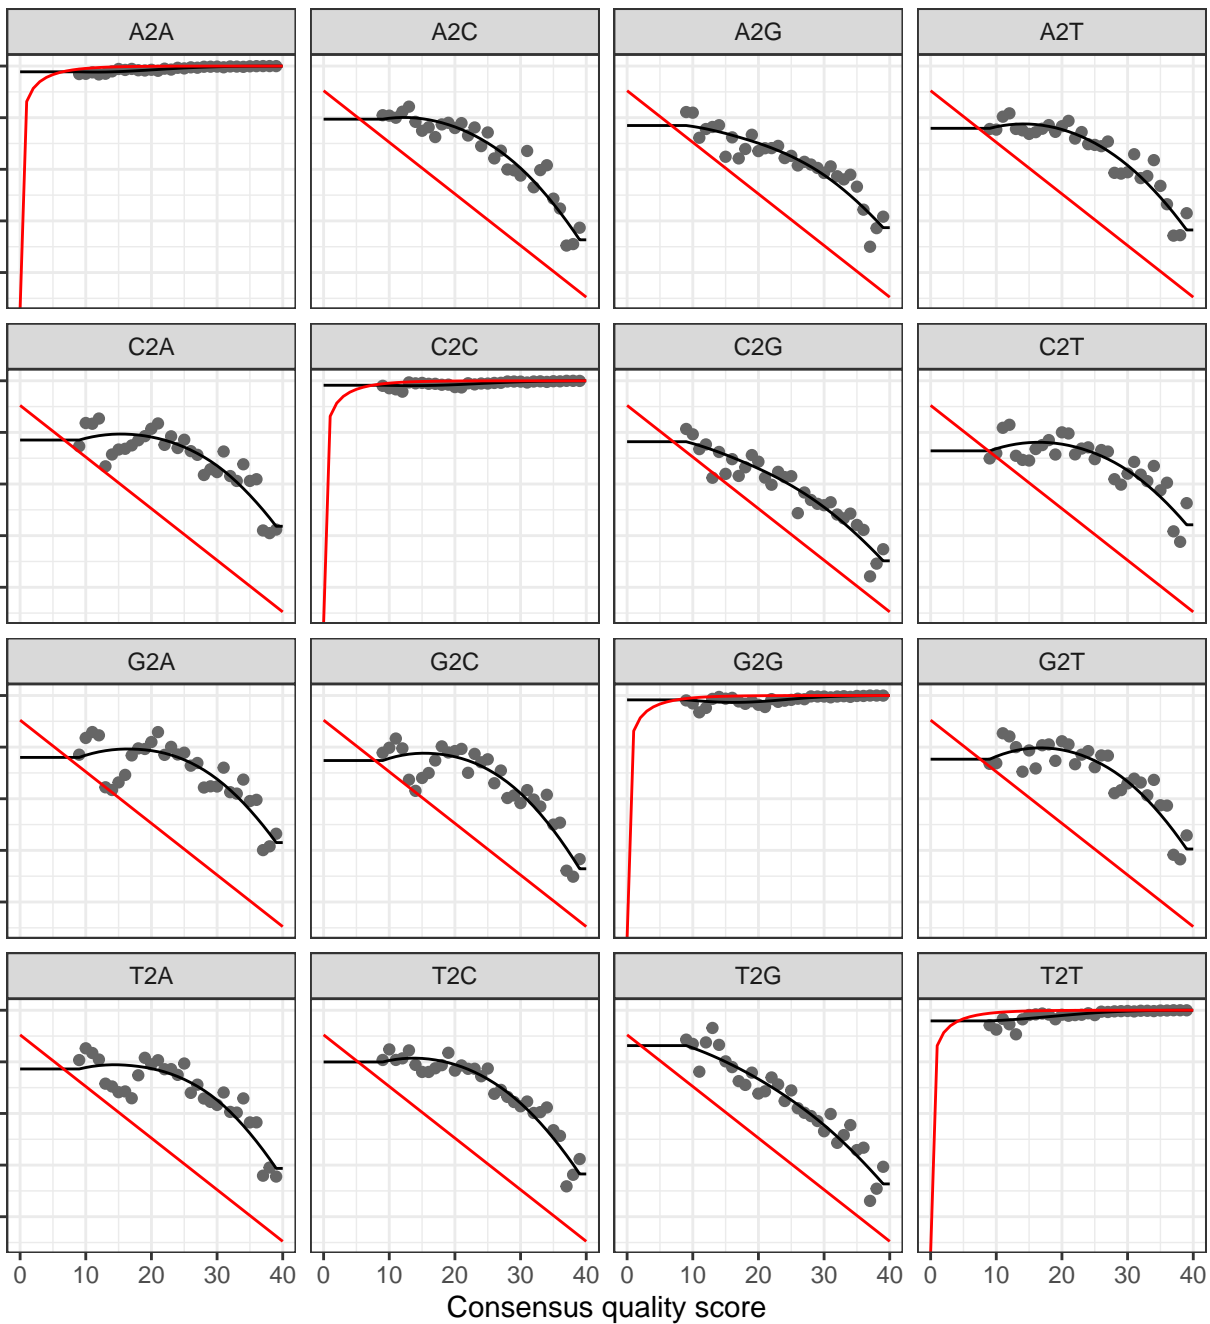 A2A A2C A2G A2T
C2A C2C C2G C2T
G2A G2C G2G G2T
T2A T2C T2G T2T
0 10 20 30 40 0 10 20 30 40 0 10 20 30 40 0 10 20 30 40
Consensus quality score